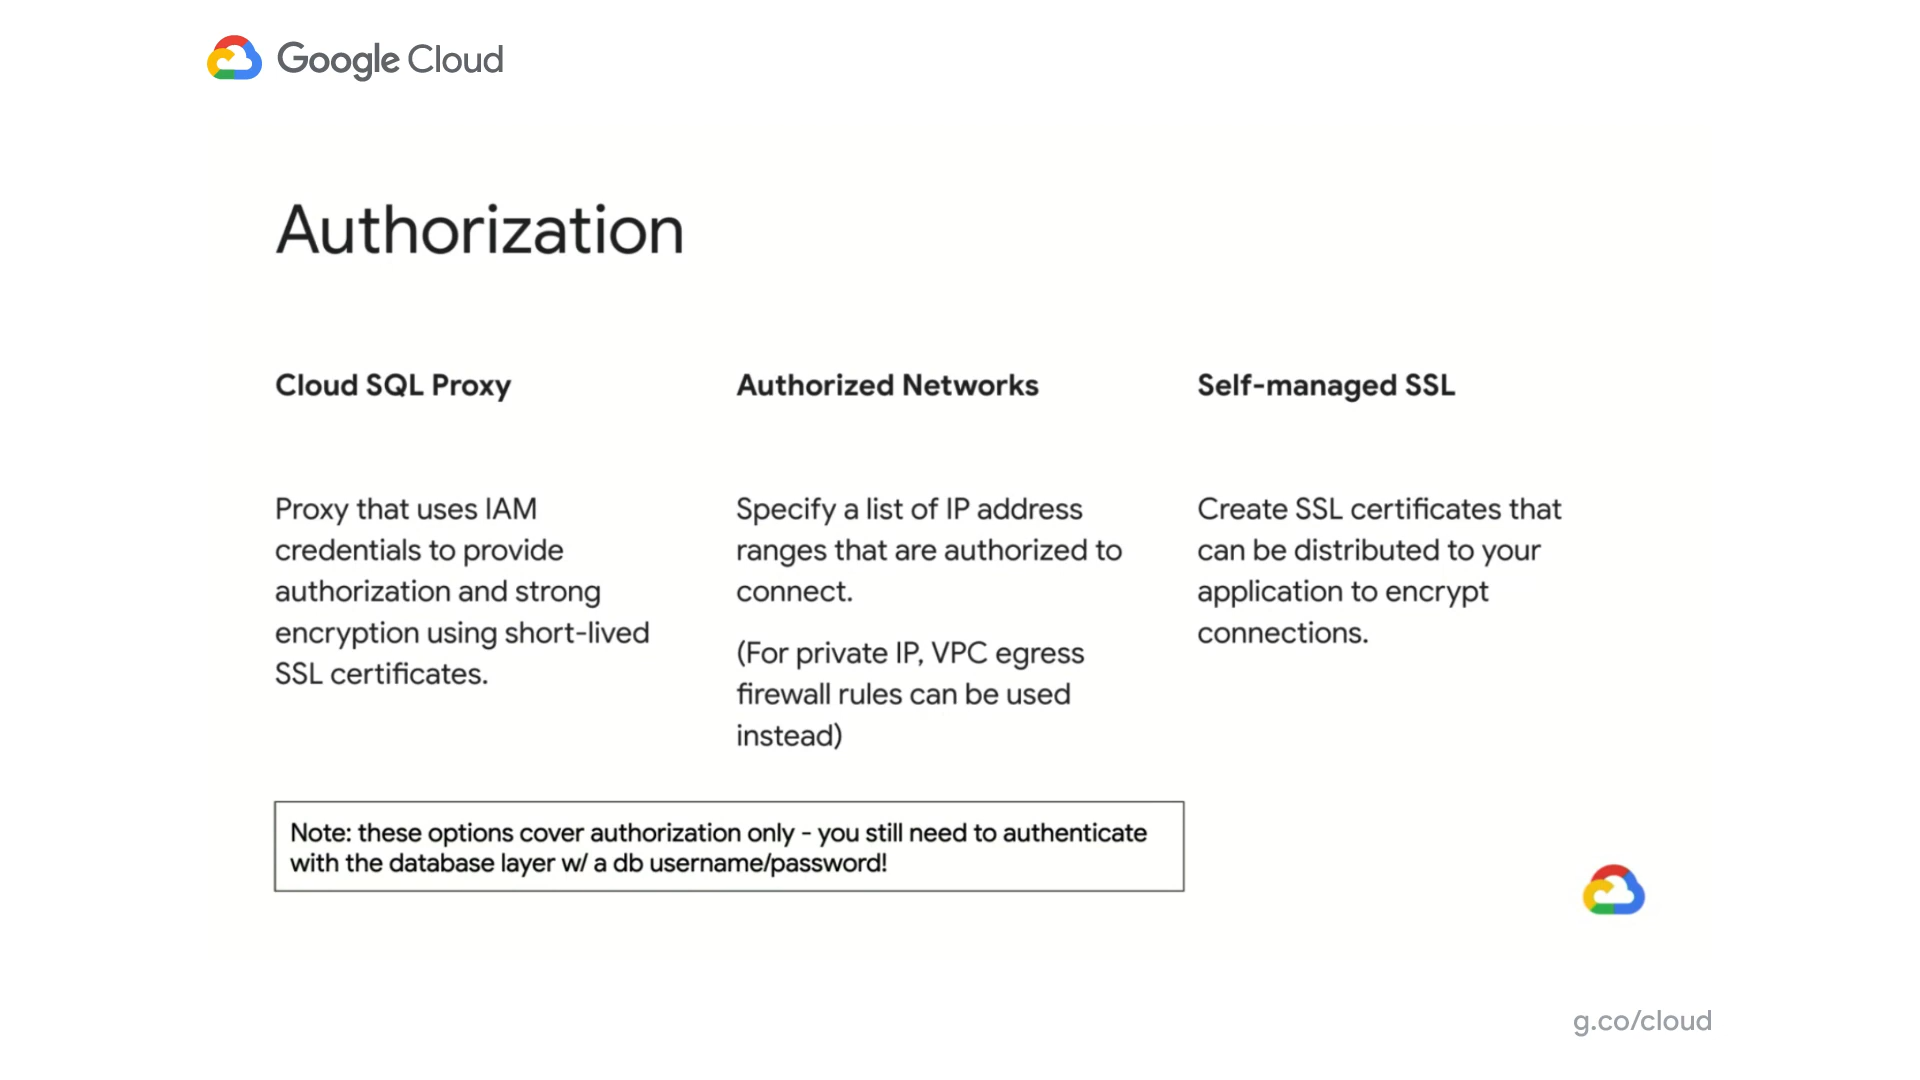 Google Cloud
Authorization
Cloud SQL Proxy
Proxy that uses IAM
credentials to provide
authorization and strong
encryption using short-lived
SSL certificates.
Authorized Networks
Specify a list of IP address
ranges that are authorized to
connect.
(For private IP, VPC egress
firewall rules can be used
instead)
Self-managed SSL
Create SSL certificates that
can be distributed to your
application to encrypt
connections.
Note: these options cover authorization only - you still need to authenticate
with the database layer w/ a db username/password!
g.co/cloud